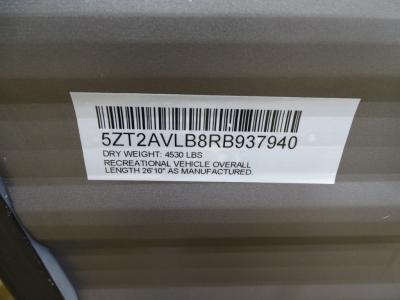 5ZT2AVLB8RB937940
DRY WEIGHT: 4530 LBS
RECREATIONAL VEHICLE OVERALL
LENGTH 26'10" AS MANUFACTURED.